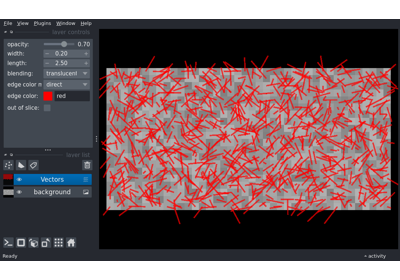 File View Plugins Window Help
layer controls
opacity: 0.70
width: 0.20
length: 2.50
blending: translucent
edge color m direct
edge color: red
out of slice:
layer list
Vectors
background
Ready
activity